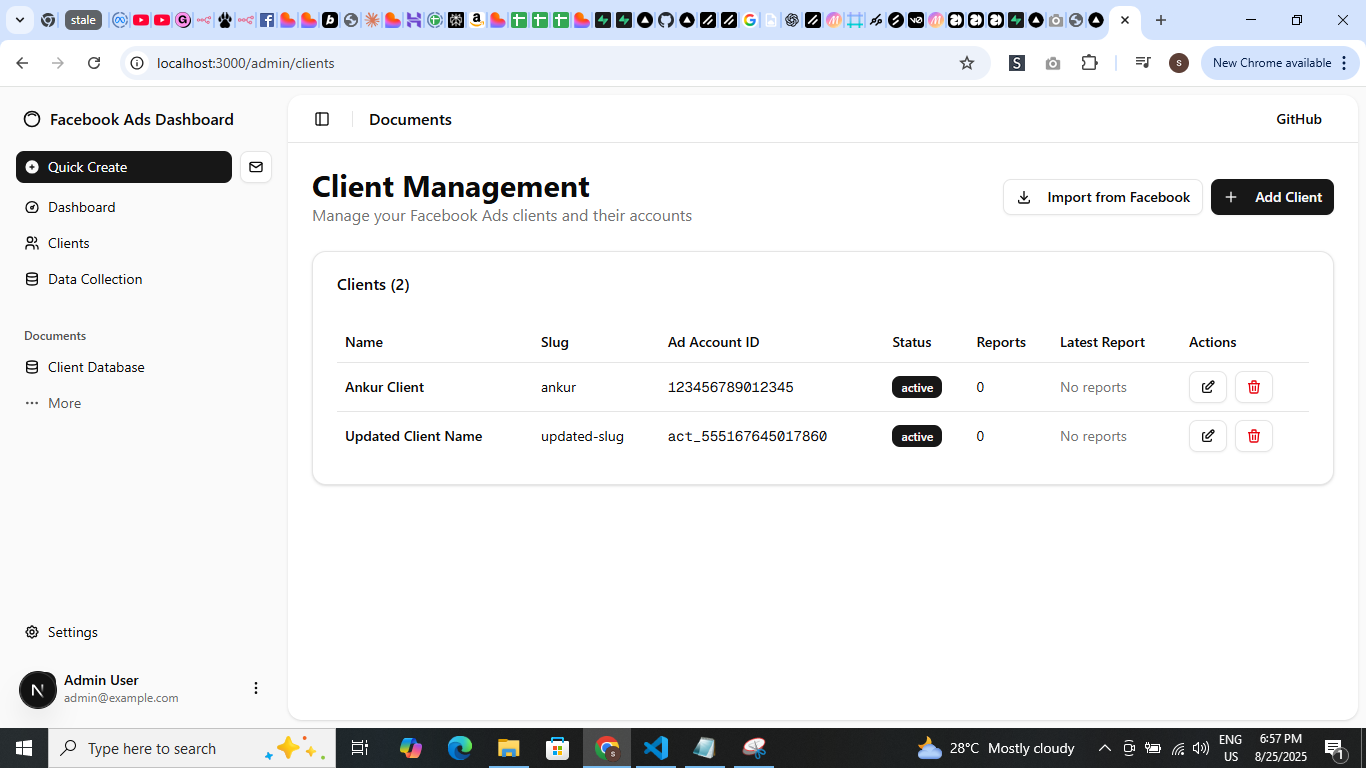 stale
localhost:3000/admin/clients
New Chrome available
Facebook Ads Dashboard
Quick Create
Dashboard
Clients
Data Collection
Documents
Client Database
More
Settings
Admin User
admin@example.com
Documents
GitHub
Client Management
Manage your Facebook Ads clients and their accounts
Import from Facebook
Add Client
Clients (2)
Name Slug Ad Account ID Status Reports Latest Report Actions
Ankur Client ankur 123456789012345 active 0 No reports
Updated Client Name updated-slug act_555167645017860 active 0 No reports
Type here to search
28°C Mostly cloudy
ENG
US
6:57 PM
8/25/2025
1